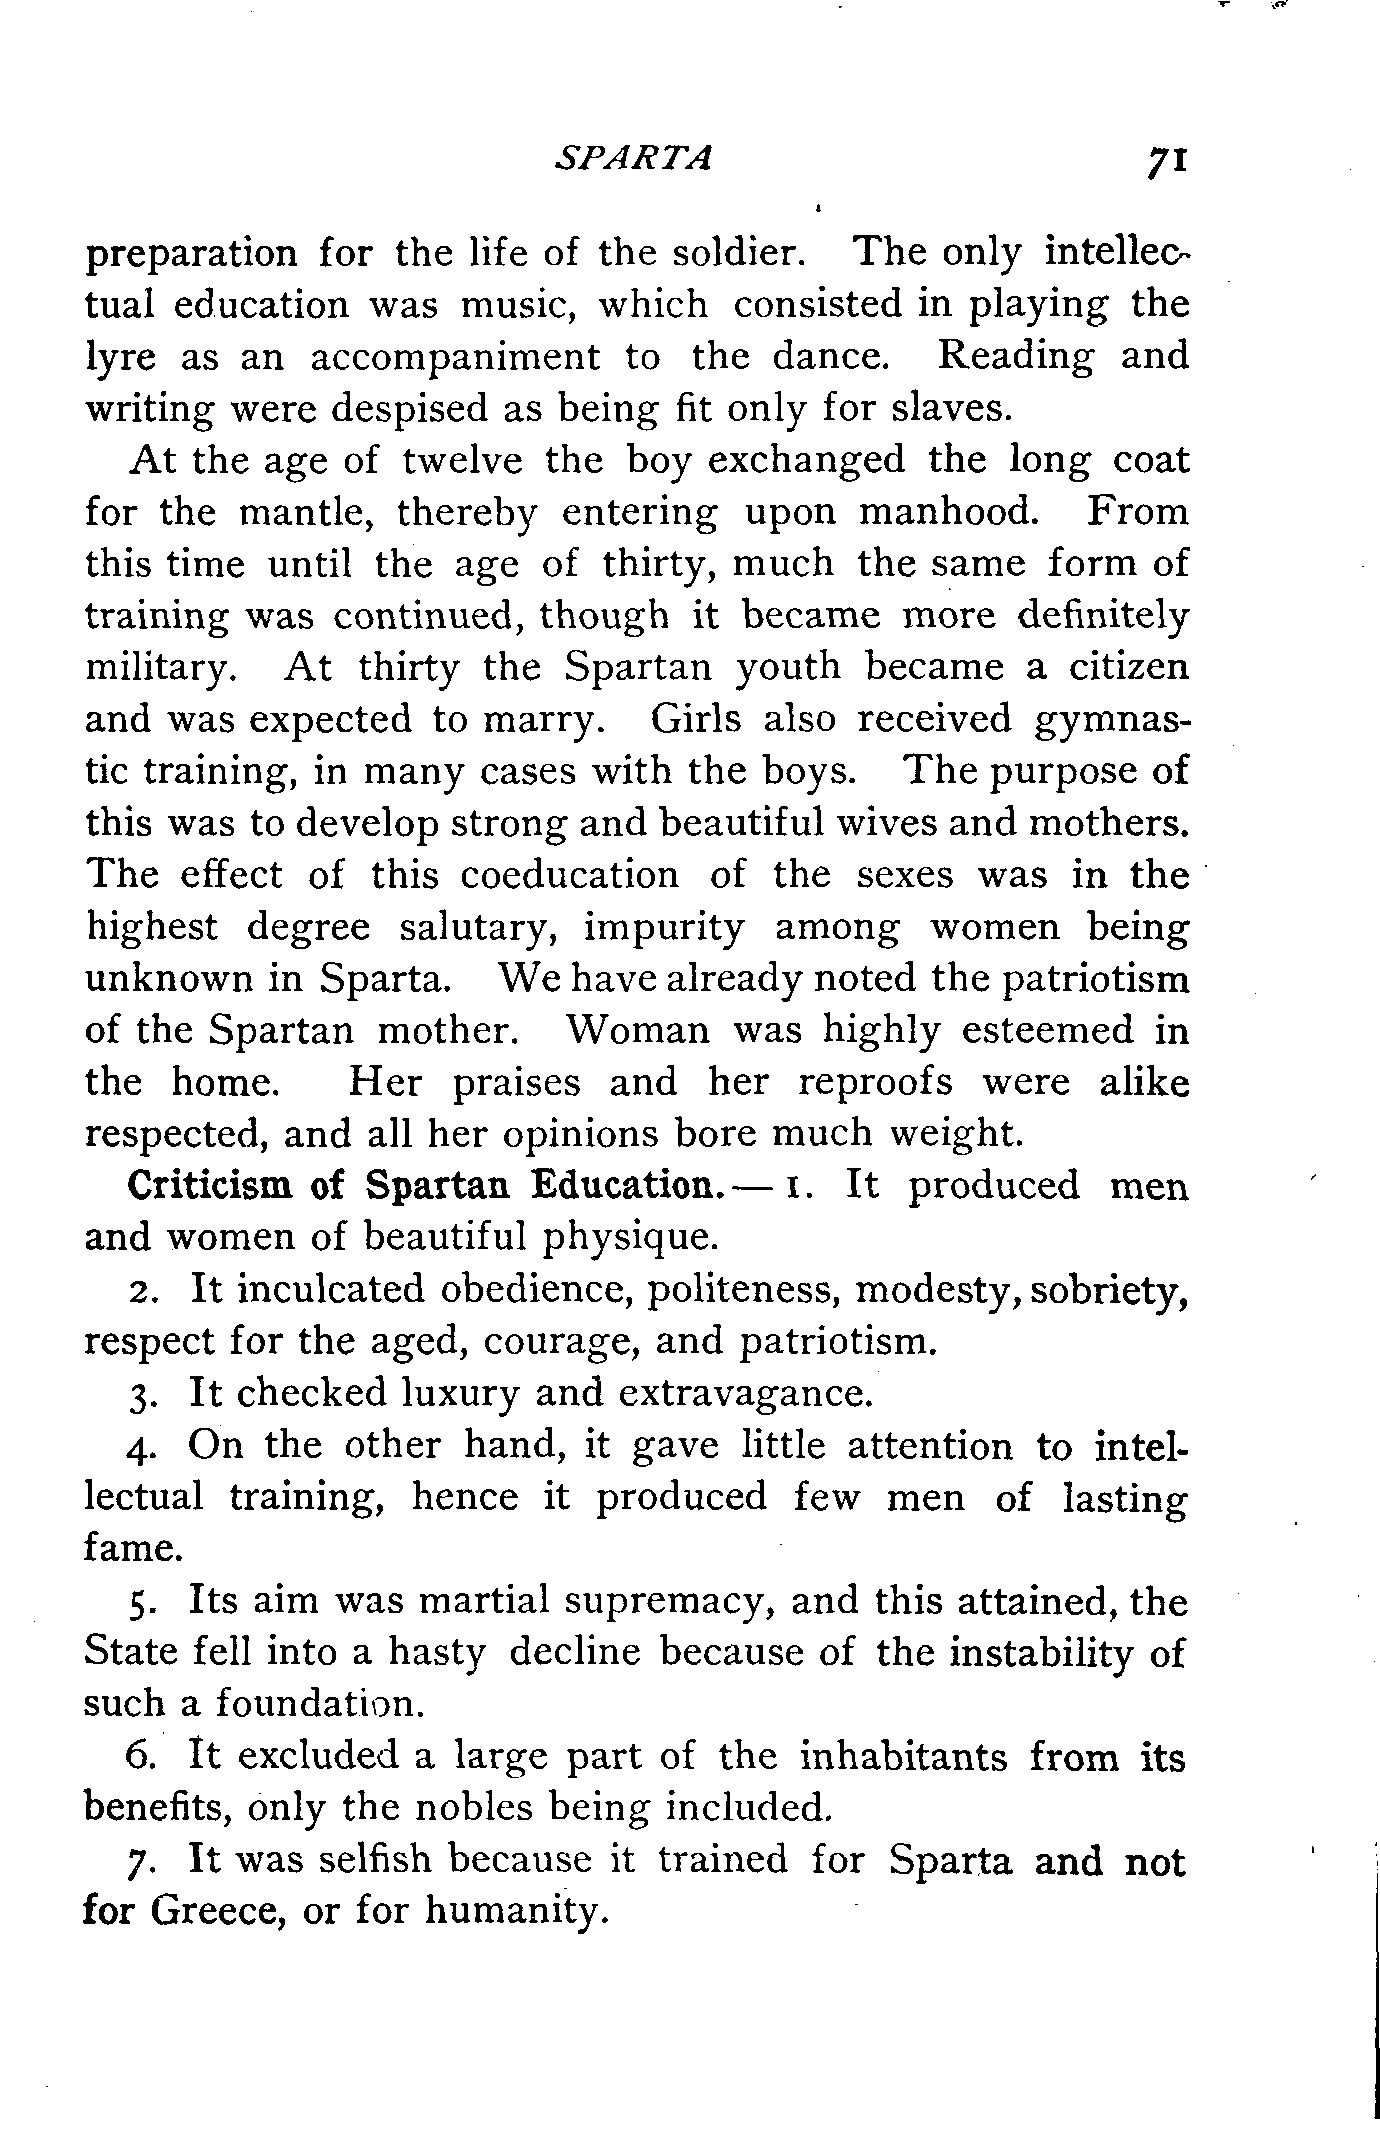 SPARTA 71
preparation for the life of the soldier. The only intellec-
tual education was music, which consisted in playing the
lyre as an accompaniment to the dance. Reading and
writing were despised as being fit only for slaves.
At the age of twelve the boy exchanged the long coat
for the mantle, thereby entering upon manhood. From
this time until the age of thirty, much the same form of
training was continued, though it became more definitely
military. At thirty the Spartan youth became a citizen
and was expected to marry. Girls also received gymnas-
tic training, in many cases with the boys. The purpose of
this was to develop strong and beautiful wives and mothers.
The effect of this coeducation of the sexes was in the
highest degree salutary, impurity among women being
unknown in Sparta. We have already noted the patriotism
of the Spartan mother. Woman was highly esteemed in
the home. Her praises and her reproofs were alike
respected, and all her opinions bore much weight.
Criticism of Spartan Education.— 1. It produced men
and women of beautiful physique.
2. It inculcated obedience, politeness, modesty, sobriety,
respect for the aged, courage, and patriotism.
3. It checked luxury and extravagance.
4. On the other hand, it gave little attention to intel-
lectual training, hence it produced few men of lasting
fame.
5. Its aim was martial supremacy, and this attained, the
State fell into a hasty decline because of the instability of
such a foundation.
6. It excluded a large part of the inhabitants from its
benefits, only the nobles being included.
7. It was selfish because it trained for Sparta and not
for Greece, or for humanity.